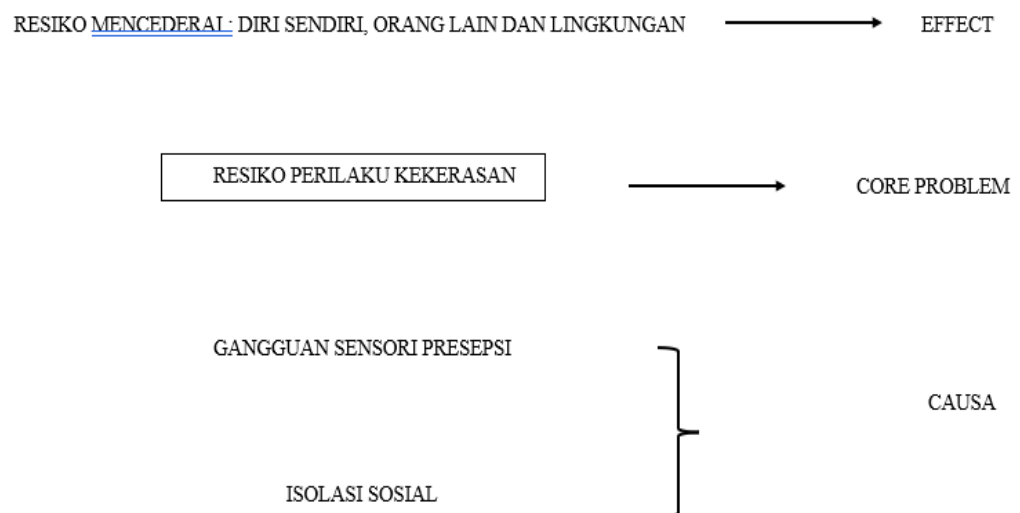 RESIKO MENCEDERAI : DIRI SENDIRI, ORANG LAIN DAN LINGKUNGAN EFFECT
RESIKO PERILAKU KEKERASAN
CORE PROBLEM
GANGGUAN SENSORI PRESEPSI
CAUSA
ISOLASI SOSIAL